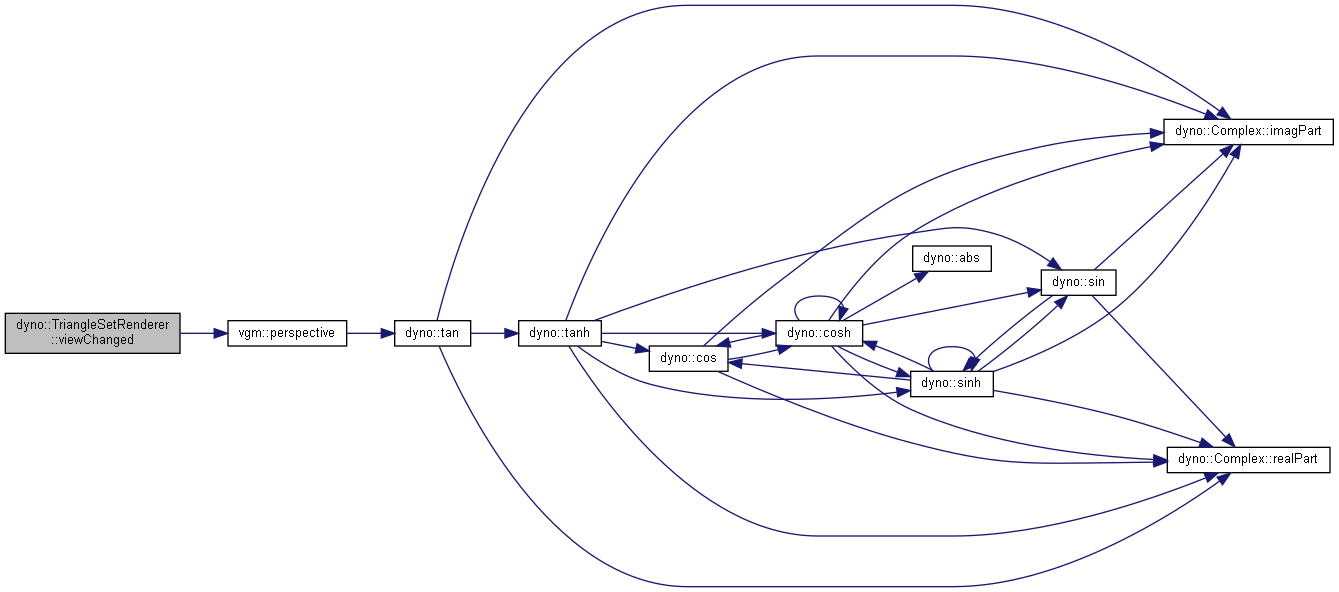 dyno::Complex::imagPart
dyno::abs
dyno::sin
dyno::TriangleSetRenderer
::viewChanged
vgm::perspective
dyno::tan
dyno::tanh
dyno::cosh
dyno::cos
dyno::sinh
dyno::Complex::realPart